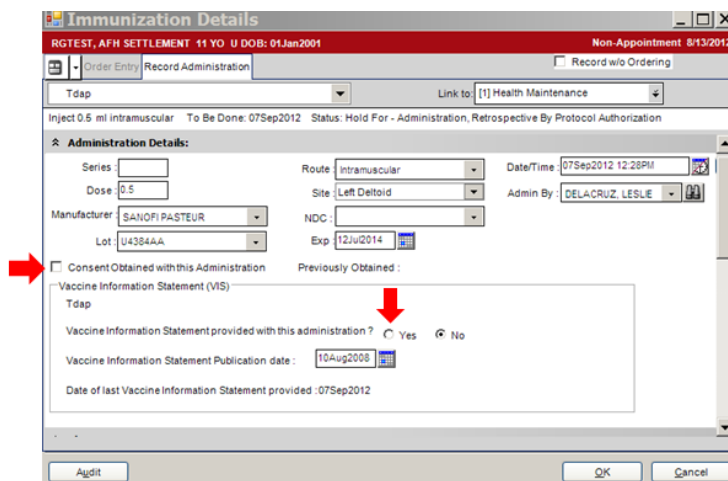 Immunization Details
RGTEST, AFH SETTLEMENT 11 YO U DOB: 01Jan2001 Non-Appointment 8/13/2012
Order Entry Record Administration Record w/o Ordering
Tdap Link to: [1] Health Maintenance
Inject 0.5 ml intramuscular To Be Done: 07Sep2012 Status: Hold For - Administration, Retrospective By Protocol Authorization
Administration Details:
Series : Route : Intramuscular Date/Time : 07Sep2012 12:28PM
Dose : 0.5 Site : Left Deltoid Admin By : DELACRUZ, LESLIE
Manufacturer : SANOFI PASTEUR NDC :
Lot : U4384AA Exp : 12Jul2014
Consent Obtained with this Administration Previously Obtained :
Vaccine Information Statement (VIS)
Tdap
Vaccine Information Statement provided with this administration ? Yes No
Vaccine Information Statement Publication date : 10Aug2008
Date of last Vaccine Information Statement provided :07Sep2012
Audit OK Cancel